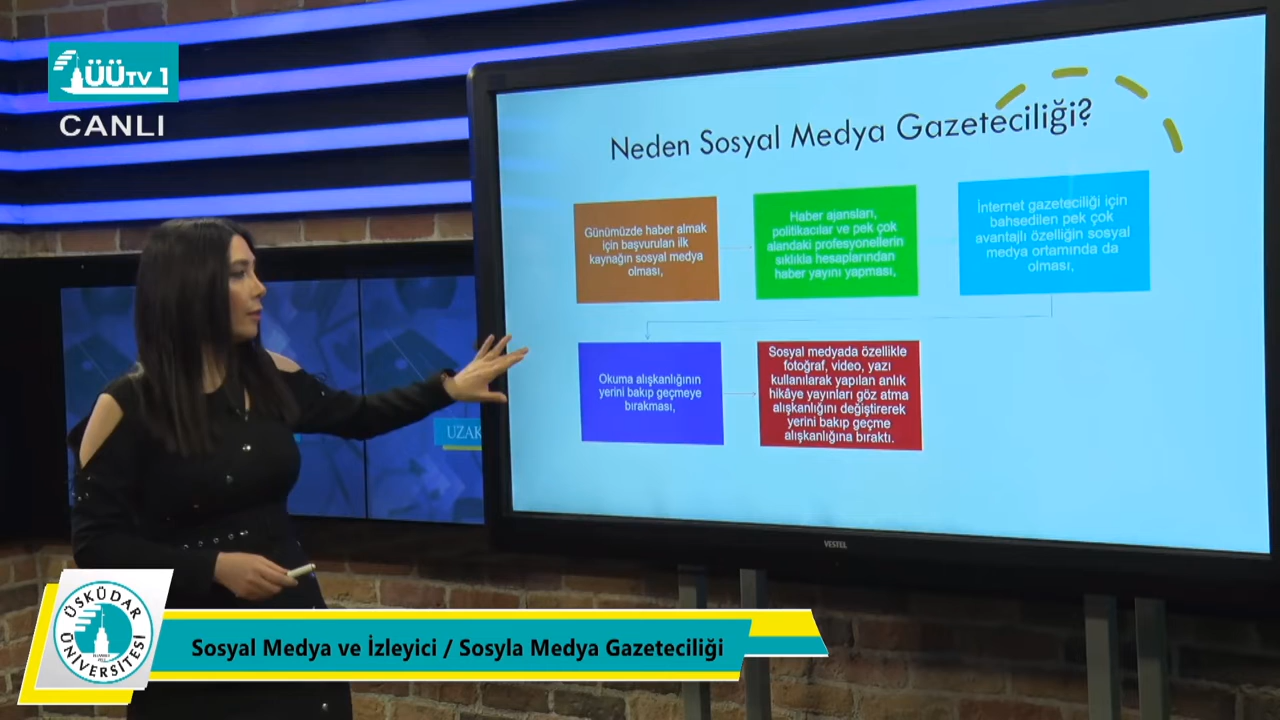 ÜÜTV 1
CANLI
Neden Sosyal Medya Gazeteciliği?
Günümüzde haber almak
için başvurulan ilk
kaynağın sosyal medya
olması,
Haber ajansları,
politikacılar ve pek çok
alandaki profesyonellerin
sıklıkla hesaplarından
haber yayını yapması,
İnternet gazeteciliği için
bahsedilen pek çok
avantajlı özelliğin sosyal
medya ortamında da
olması,
Okuma alışkanlığının
yerini bakıp geçmeye
bırakması,
Sosyal medyada özellikle
fotoğraf, video, yazı
kullanılarak yapılan anlık
hikâye yayınları göz atma
alışkanlığını değiştirerek
yerini bakıp geçme
alışkanlığına bıraktı.
UZAK
VESTEL
ÜSKÜDAR
ÜNİVERSİTESİ
Sosyal Medya ve İzleyici / Sosyla Medya Gazeteciliği